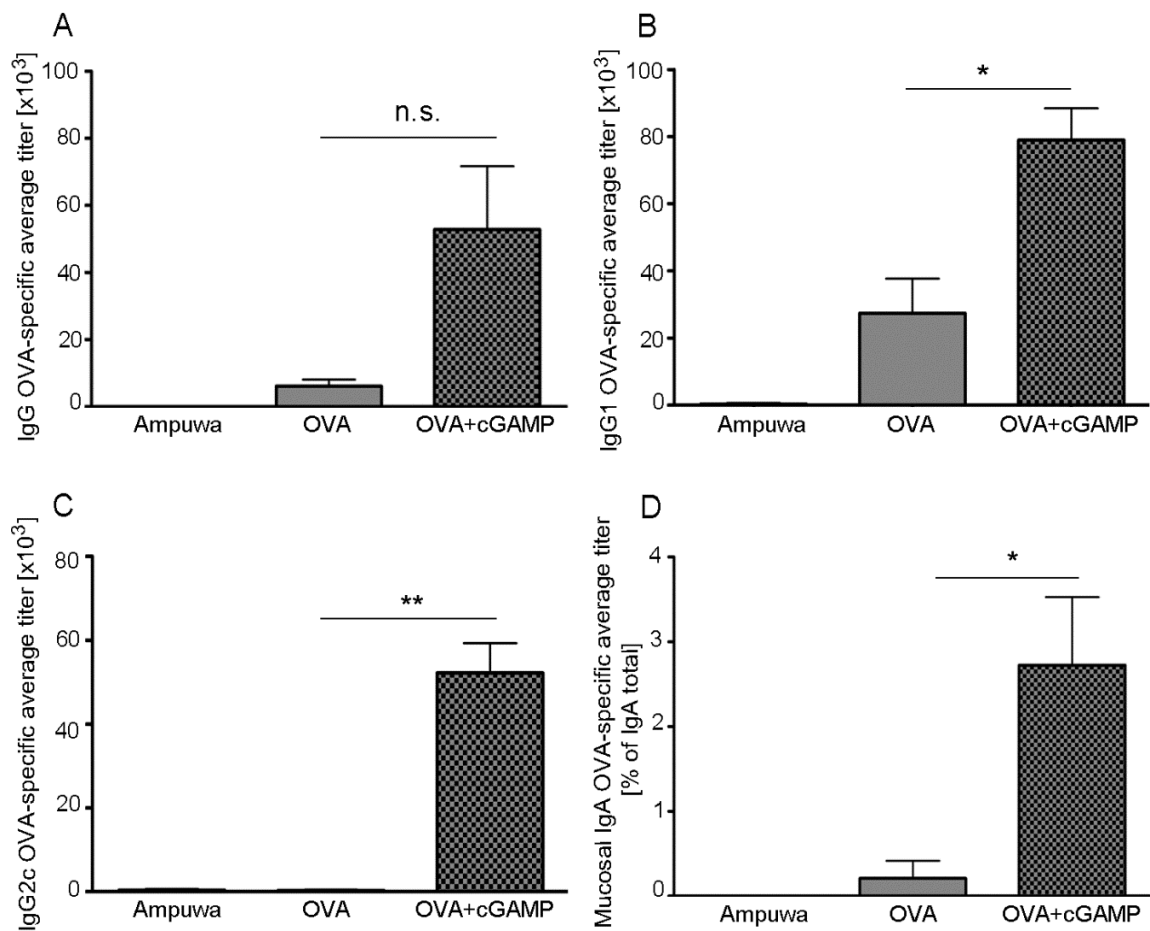 A
IgG OVA-specific average titer [x10³]
100
80
60
40
20
0
n.s.
Ampuwa OVA OVA+cGAMP
B
IgG1 OVA-specific average titer [x10³]
100
80
60
40
20
0
*
Ampuwa OVA OVA+cGAMP
C
IgG2c OVA-specific average titer [x10³]
80
60
40
20
0
**
Ampuwa OVA OVA+cGAMP
D
Mucosal IgA OVA-specific average titer
[% of IgA total]
4
3
2
1
0
*
Ampuwa OVA OVA+cGAMP